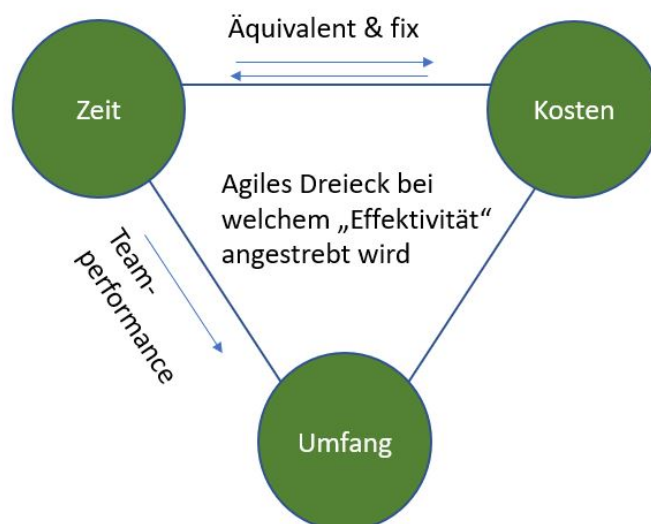 Äquivalent & fix
Zeit
Kosten
Agiles Dreieck bei
welchem „Effektivität“
angestrebt wird
Team-
performance
Umfang